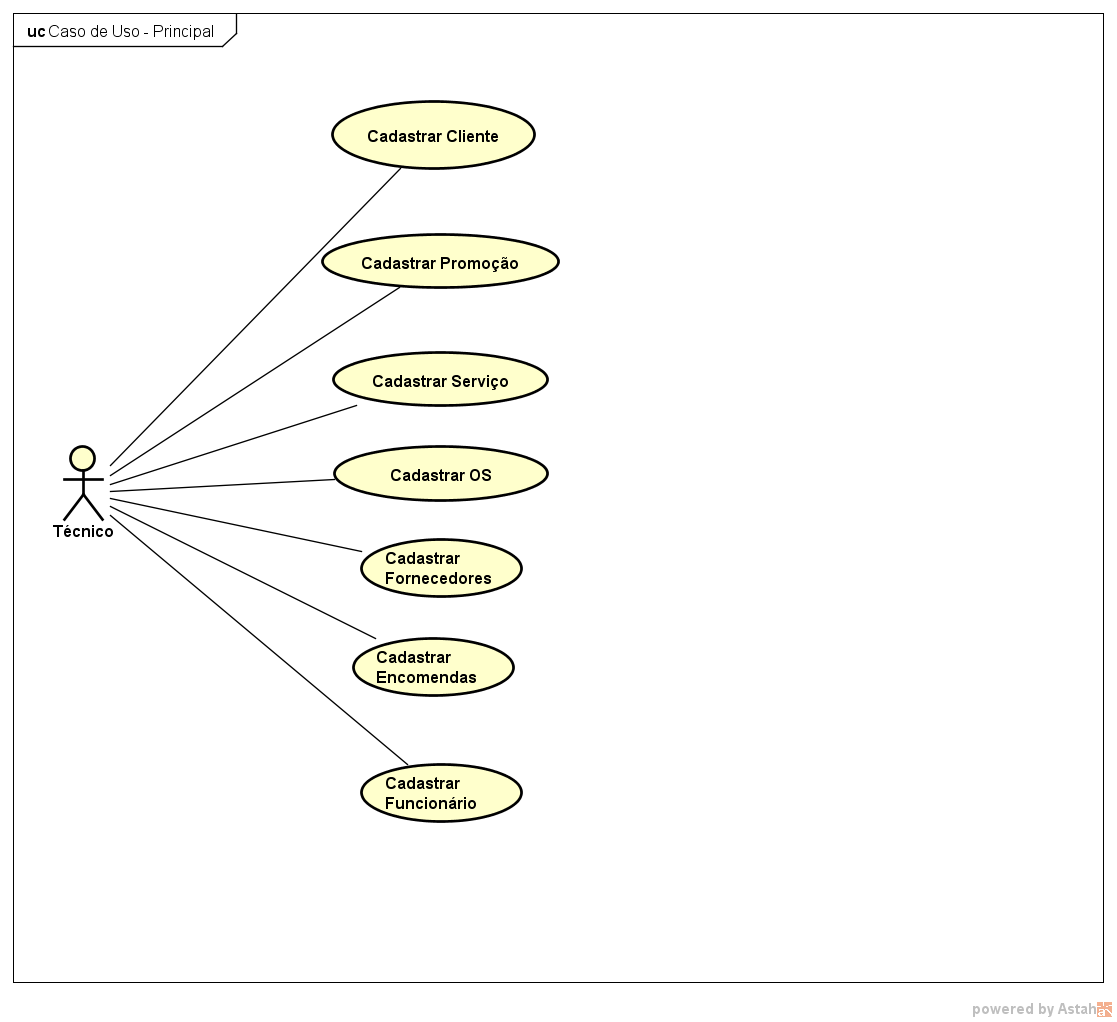 uc Caso de Uso - Principal
Cadastrar Cliente
Cadastrar Promoção
Cadastrar Serviço
Cadastrar OS
Técnico
Cadastrar
Fornecedores
Cadastrar
Encomendas
Cadastrar
Funcionário
powered by Astah